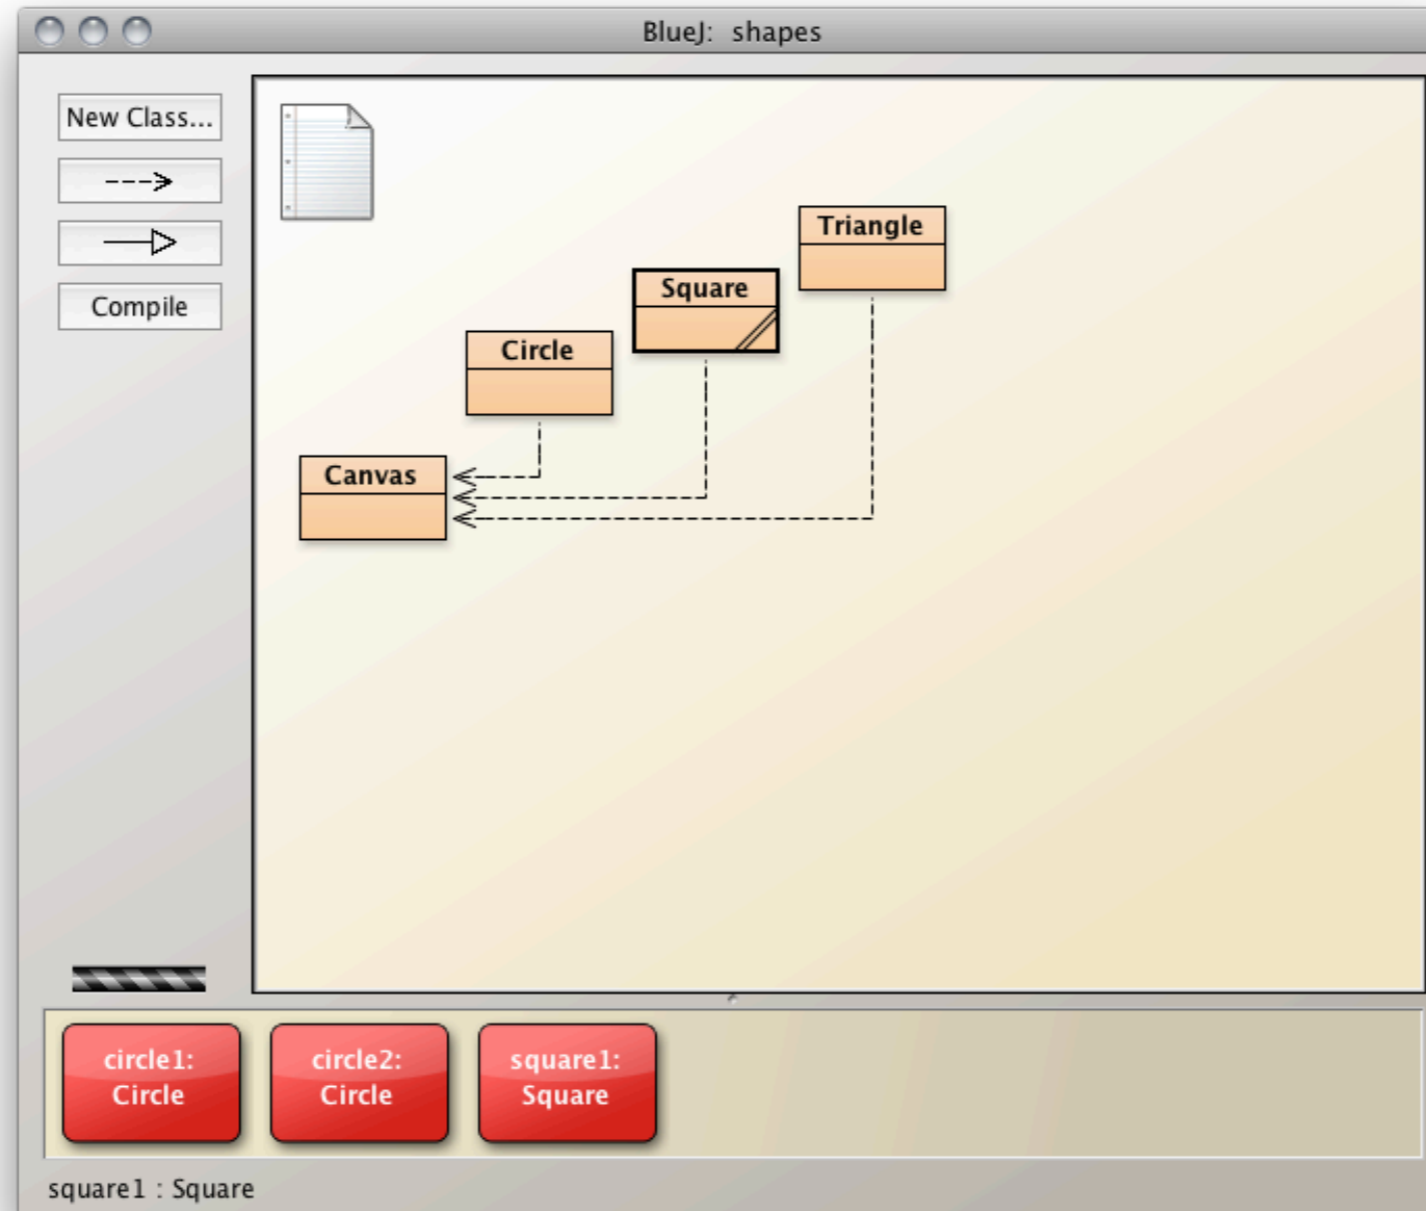 BlueJ: shapes
New Class...
Compile
Triangle
Square
Circle
Canvas
circle1:
Circle
circle2:
Circle
square1:
Square
square1 : Square